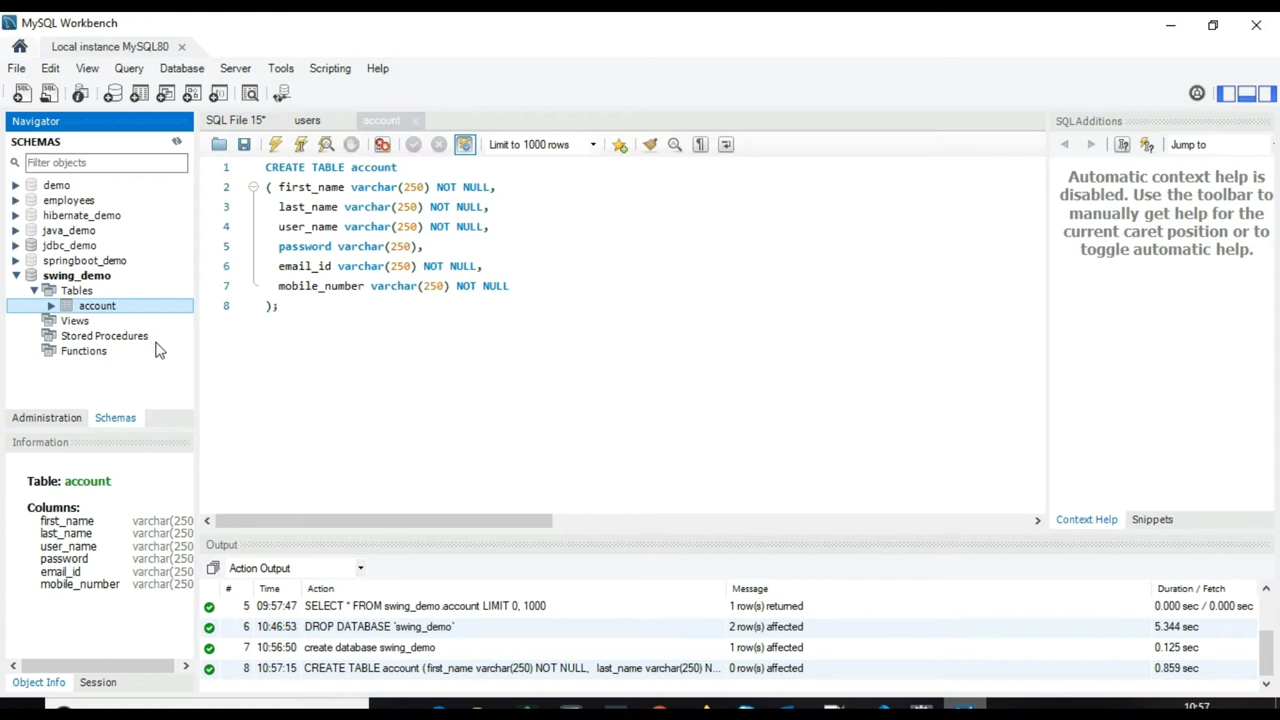 MySQL Workbench
Local instance MySQL80
File Edit View Query Database Server Tools Scripting Help
Navigator
SCHEMAS
Filter objects
demo
employees
hibernate_demo
java_demo
jdbc_demo
springboot_demo
swing_demo
Tables
account
Views
Stored Procedures
Functions
Administration Schemas
Information
Table: account
Columns:
first_name varchar(250
last_name varchar(250
user_name varchar(250
password varchar(250
email_id varchar(250
mobile_number varchar(250
Object Info Session
SQL File 15* users account
Limit to 1000 rows
1 CREATE TABLE account
2 ( first_name varchar(250) NOT NULL,
3 last_name varchar(250) NOT NULL,
4 user_name varchar(250) NOT NULL,
5 password varchar(250),
6 email_id varchar(250) NOT NULL,
7 mobile_number varchar(250) NOT NULL
8 );
SQLAdditions
Jump to
Automatic context help is
disabled. Use the toolbar to
manually get help for the
current caret position or to
toggle automatic help.
Context Help Snippets
Output
Action Output
# Time Action Message Duration / Fetch
5 09:57:47 SELECT * FROM swing_demo.account LIMIT 0, 1000 1 row(s) returned 0.000 sec / 0.000 sec
6 10:46:53 DROP DATABASE `swing_demo` 2 row(s) affected 5.344 sec
7 10:56:50 create database swing_demo 1 row(s) affected 0.125 sec
8 10:57:15 CREATE TABLE account ( first_name varchar(250) NOT NULL, last_name varchar(250) N... 0 row(s) affected 0.859 sec
10:57